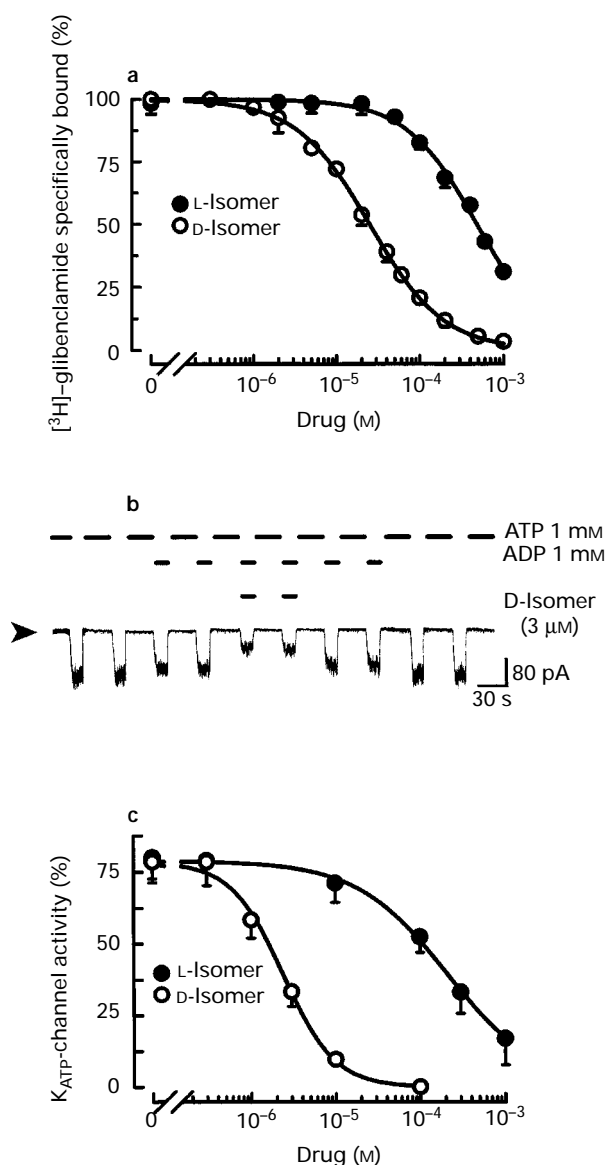 a
[³H]–glibenclamide specifically bound (%)
100
75
50
25
0
L-Isomer
D-Isomer
0
10⁻⁶
10⁻⁵
10⁻⁴
10⁻³
Drug (M)
b
ATP 1 mM
ADP 1 mM
D-Isomer
(3 µM)
80 pA
30 s
c
K_ATP-channel activity (%)
75
50
25
0
L-Isomer
D-Isomer
0
10⁻⁶
10⁻⁵
10⁻⁴
10⁻³
Drug (M)